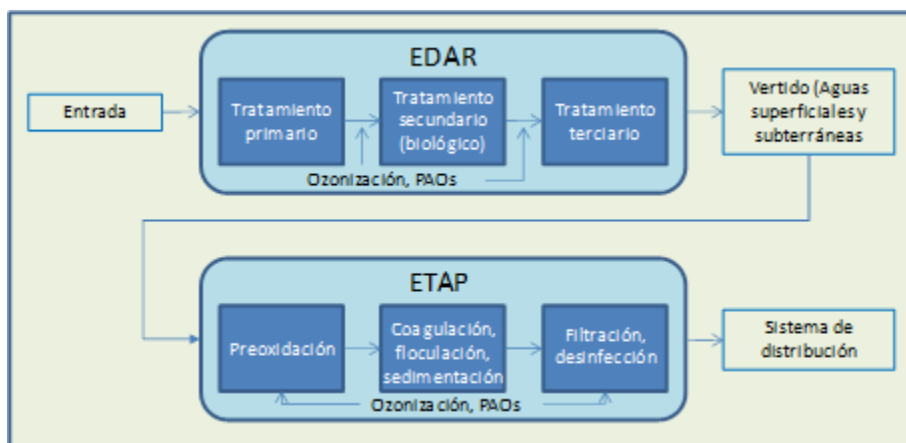 EDAR
Entrada
Tratamiento
primario
Tratamiento
secundario
(biológico)
Tratamiento
terciario
Vertido (Aguas
superficiales y
subterráneas
Ozonización, PAOs
ETAP
Preoxidación
Coagulación,
floculación,
sedimentación
Filtración,
desinfección
Sistema de
distribución
Ozonización, PAOs